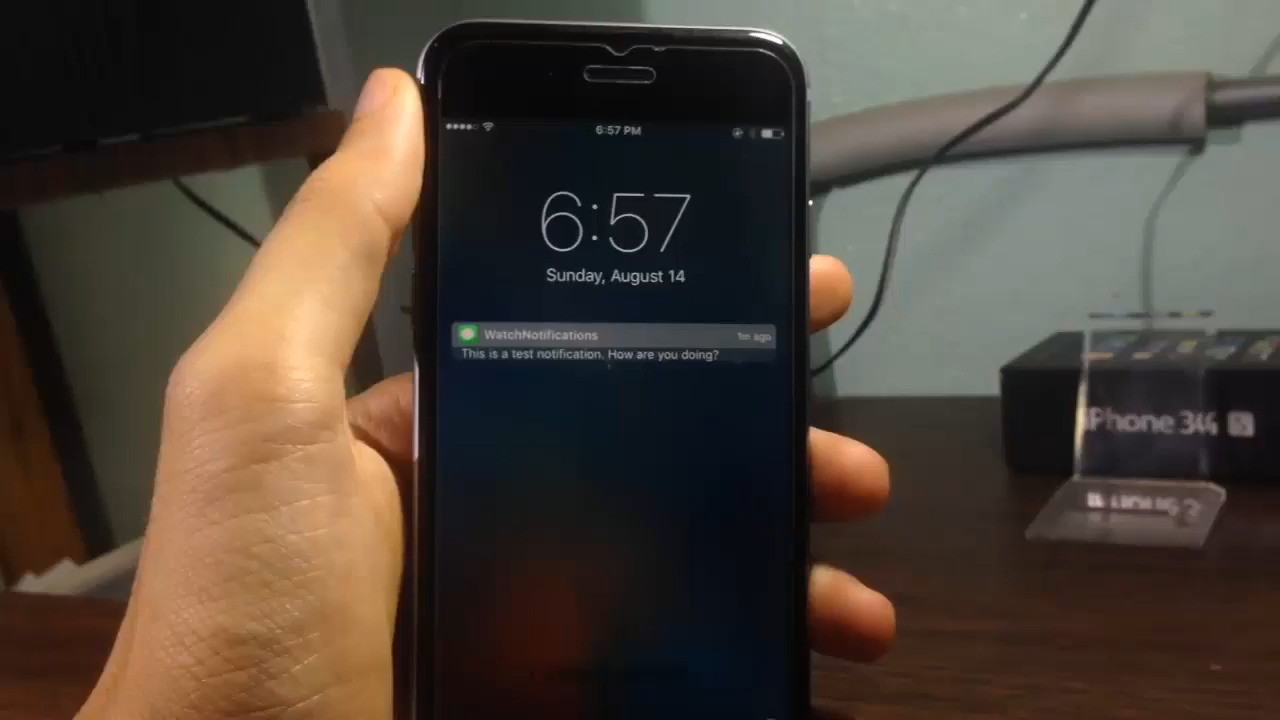 6:57 PM
6:57
Sunday, August 14
WatchNotifications 1m ago
This is a test notification. How are you doing?
iPhone 3G S